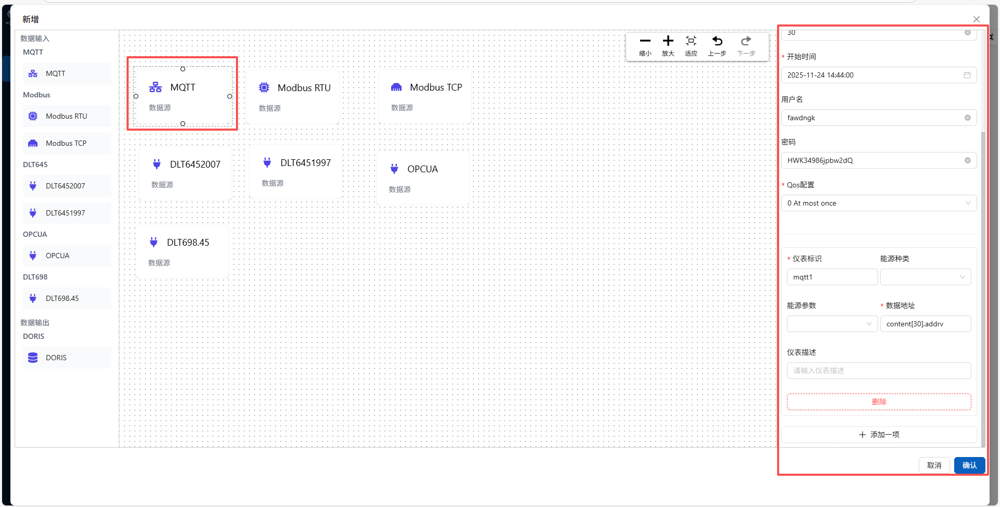 新增
数据输入
MQTT
MQTT
Modbus
Modbus RTU
Modbus TCP
DLT645
DLT6452007
DLT6451997
OPCUA
OPCUA
DLT698
DLT698.45
数据输出
DORIS
DORIS
缩小
放大
适应
上一步
下一步
MQTT
数据源
Modbus RTU
数据源
Modbus TCP
数据源
DLT6452007
数据源
DLT6451997
数据源
OPCUA
数据源
DLT698.45
数据源
30
* 开始时间
2025-11-24 14:44:00
用户名
fawdngk
密码
HWK34986jpbw2dQ
* Qos配置
0 At most once
* 仪表标识
能源种类
mqtt1
能源参数
* 数据地址
content[30].addrv
仪表描述
请输入仪表描述
删除
+ 添加一项
取消
确认